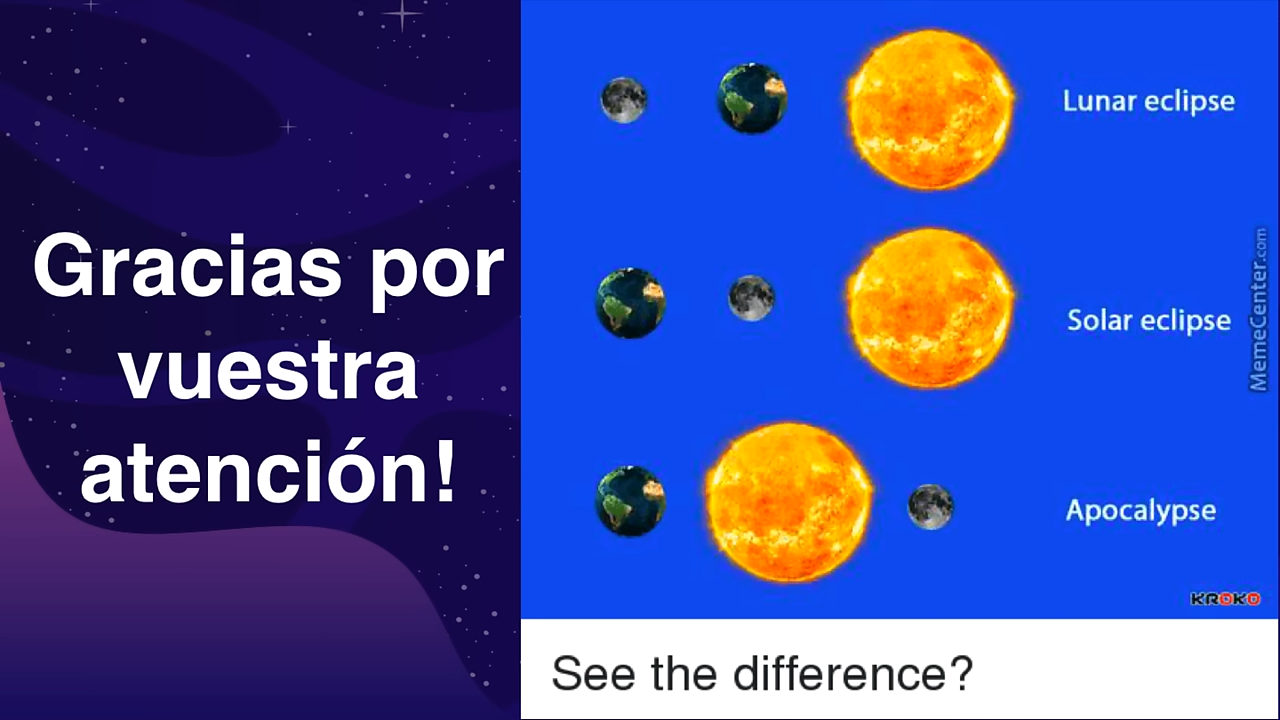 Gracias por
vuestra
atención!
Lunar eclipse
Solar eclipse
MemeCenter.com
Apocalypse
KROKO
See the difference?